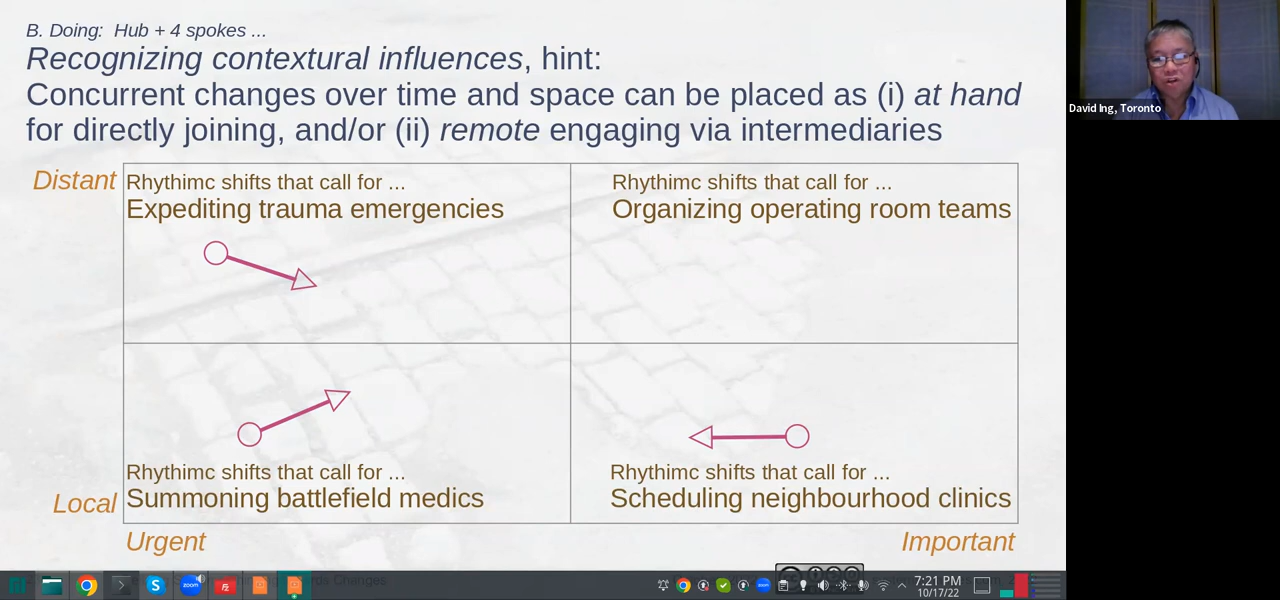 B. Doing: Hub + 4 spokes ...
Recognizing contextural influences, hint:
Concurrent changes over time and space can be placed as (i) at hand
for directly joining, and/or (ii) remote engaging via intermediaries
David Ing, Toronto
Distant
Rhythimc shifts that call for ...
Expediting trauma emergencies
Rhythimc shifts that call for ...
Organizing operating room teams
Rhythimc shifts that call for ...
Summoning battlefield medics
Rhythimc shifts that call for ...
Scheduling neighbourhood clinics
Local
Urgent
Important
zoom
Changes
7:21 PM
10/17/22